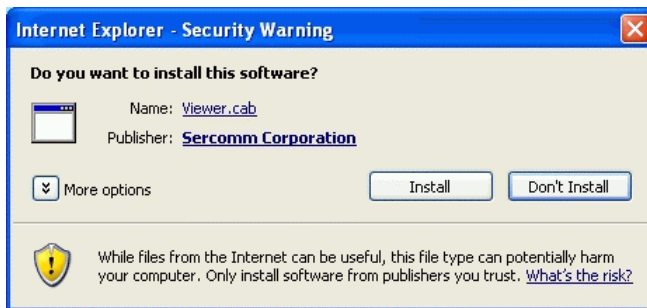 Internet Explorer - Security Warning
Do you want to install this software?
Name: Viewer.cab
Publisher: Sercomm Corporation
More options
Install
Don't Install
While files from the Internet can be useful, this file type can potentially harm
your computer. Only install software from publishers you trust. What's the risk?